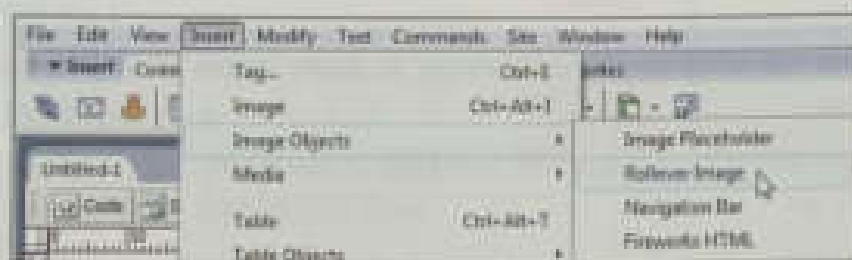 File Edit View Insert Modify Text Commands Site Window Help
Insert
Tag... Ctrl+E
Image Ctrl+Alt+I
Image Objects
Image Placeholder
Untitled-1
Media
Rollover Image
Code
Navigation Bar
Table Ctrl+Alt+T
Fireworks HTML
Table Objects